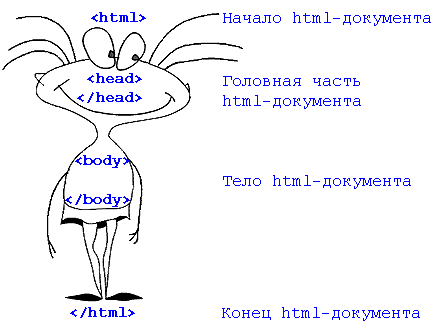 <html> Начало html-документа
<head> Головная часть
</head> html-документа
<body>
Тело html-документа
</body>
</html> Конец html-документа